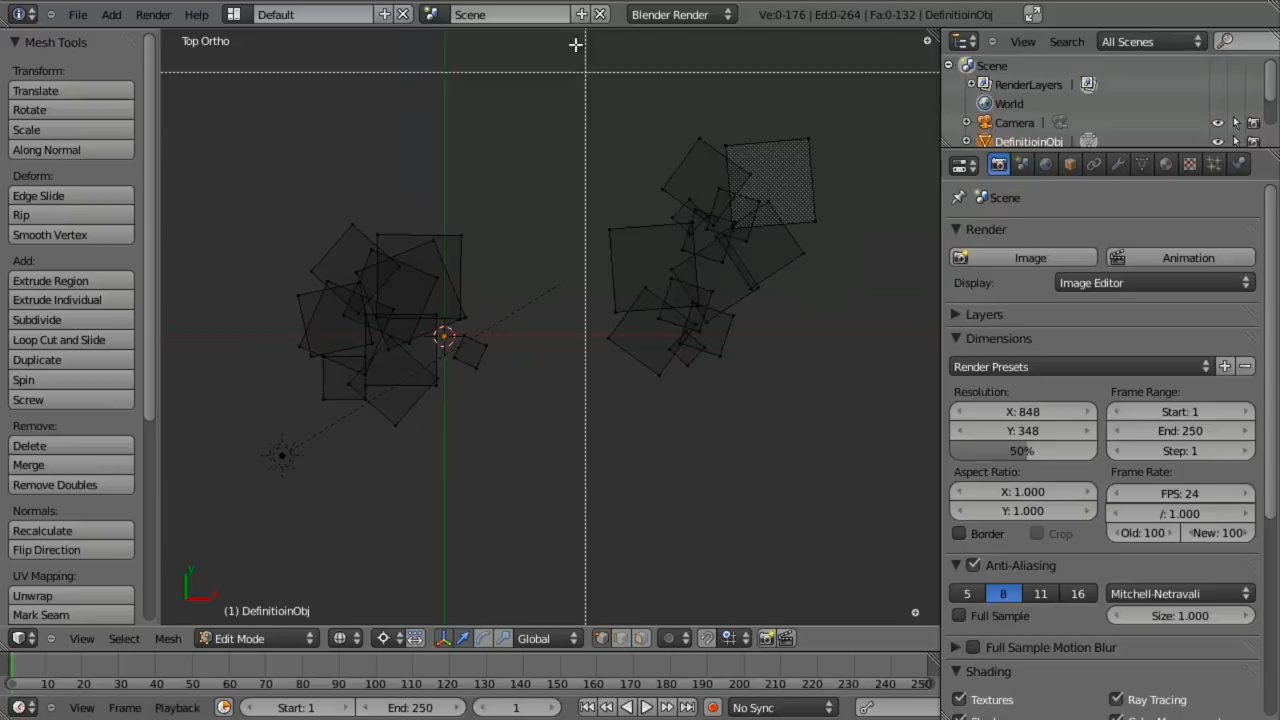 File Add Render Help Default Scene Blender Render Ve:0-176 | Ed:0-264 | Fa:0-132 | DefinitioinObj
Mesh Tools
Transform:
Translate
Rotate
Scale
Along Normal
Deform:
Edge Slide
Rip
Smooth Vertex
Add:
Extrude Region
Extrude Individual
Subdivide
Loop Cut and Slide
Duplicate
Spin
Screw
Remove:
Delete
Merge
Remove Doubles
Normals:
Recalculate
Flip Direction
UV Mapping:
Unwrap
Mark Seam
Top Ortho
y
x
(1) DefinitioinObj
View Select Mesh Edit Mode Global
10 20 30 40 50 60 70 80 90 100 110 120 130 140 150 160 170 180 190 200 210 220 230 240 250
View Frame Playback Start: 1 End: 250 1 No Sync
View Search All Scenes
Scene
RenderLayers |
World
Camera |
DefinitioinObj |
Scene
Render
Image Animation
Display: Image Editor
Layers
Dimensions
Render Presets
Resolution: Frame Range:
X: 848 Start: 1
Y: 348 End: 250
50% Step: 1
Aspect Ratio: Frame Rate:
X: 1.000 FPS: 24
Y: 1.000 /: 1.000
Border Crop Old: 100 New: 100
Anti-Aliasing
5 8 11 16 Mitchell-Netravali
Full Sample Size: 1.000
Full Sample Motion Blur
Shading
Textures Ray Tracing